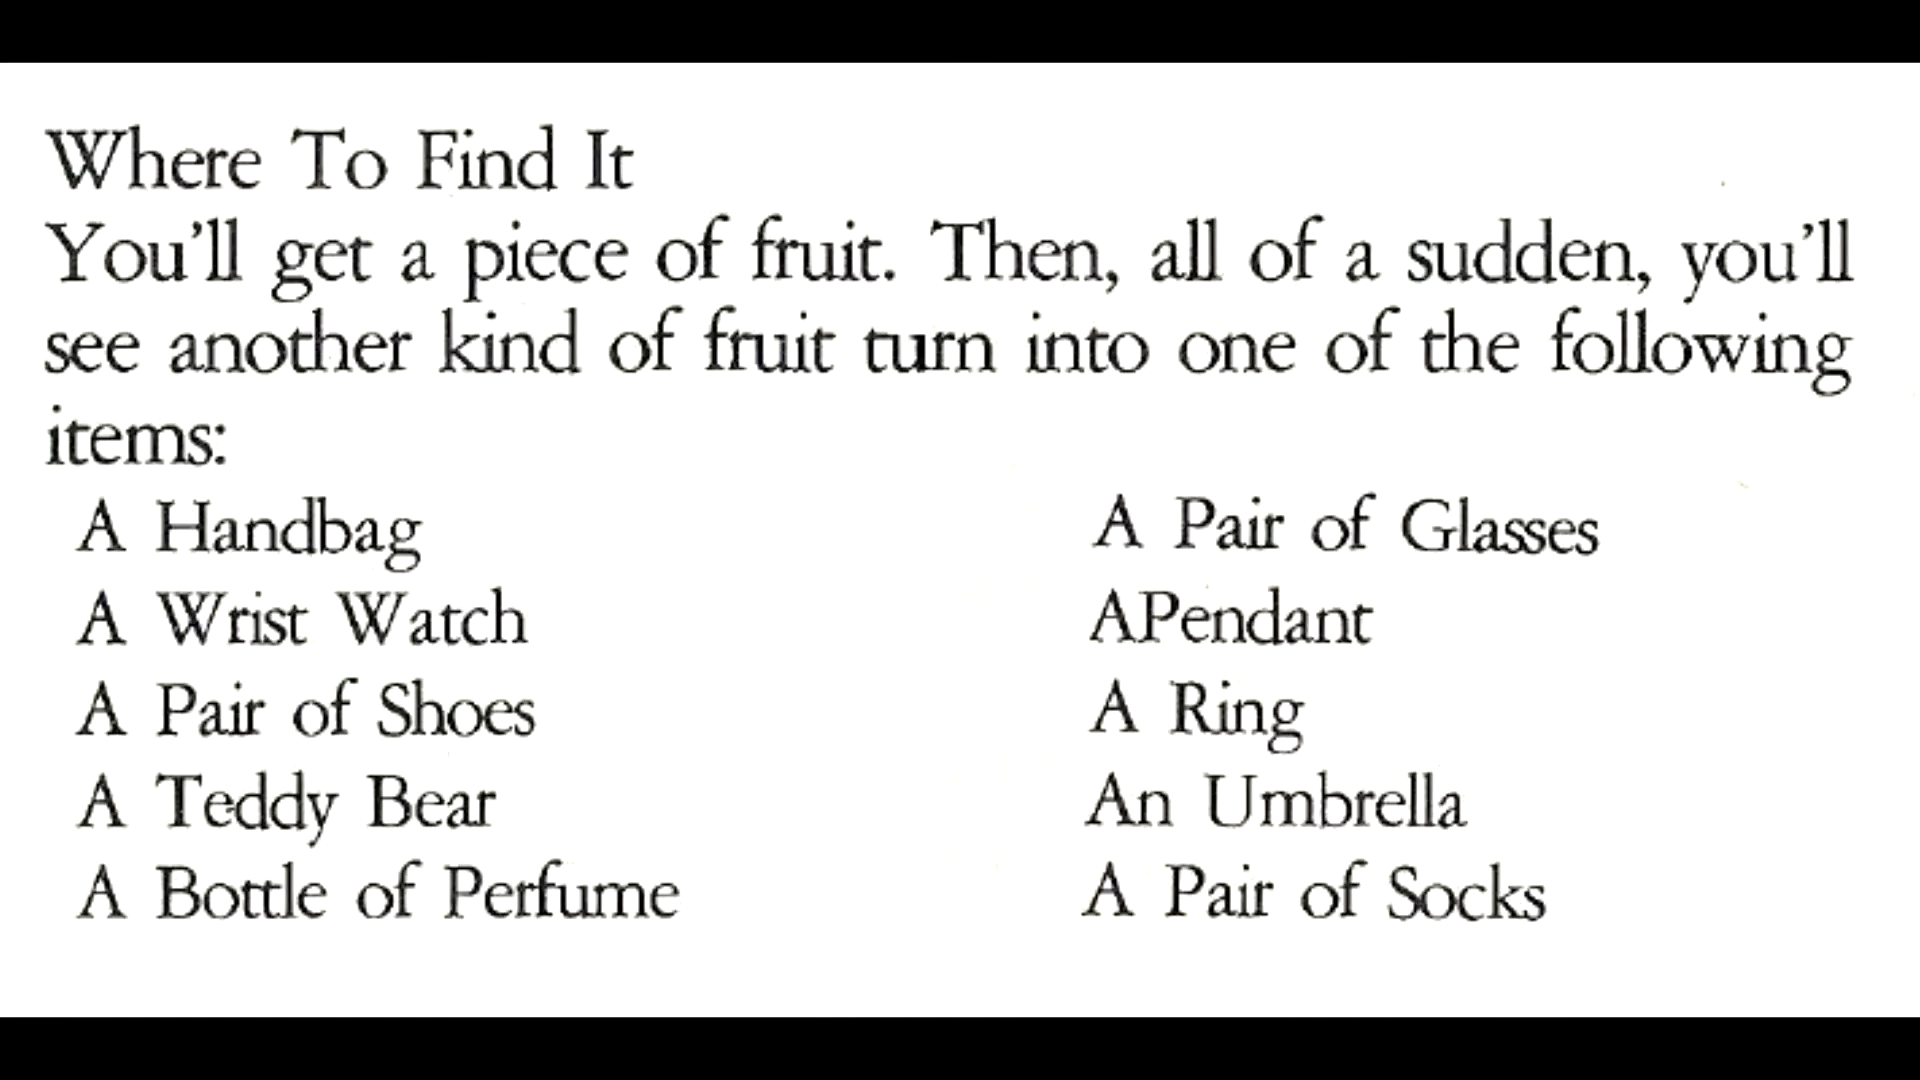 Where To Find It
You'll get a piece of fruit. Then, all of a sudden, you'll
see another kind of fruit turn into one of the following
items:
A Handbag
A Wrist Watch
A Pair of Shoes
A Teddy Bear
A Bottle of Perfume
A Pair of Glasses
APendant
A Ring
An Umbrella
A Pair of Socks